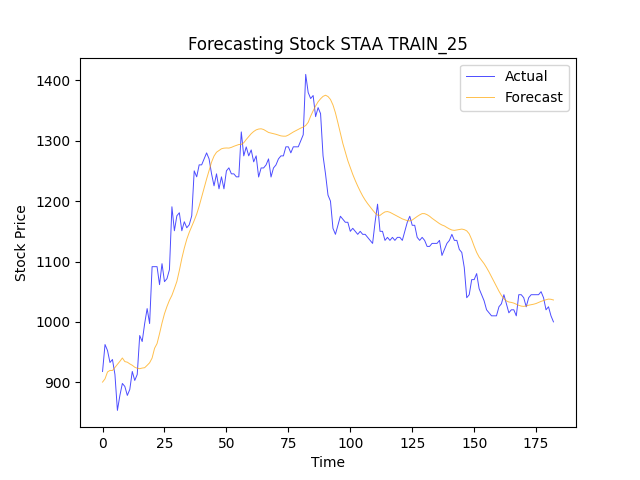 Forecasting Stock STAA TRAIN_25
Actual
Forecast
Stock Price
1400
1300
1200
1100
1000
900
0 25 50 75 100 125 150 175
Time